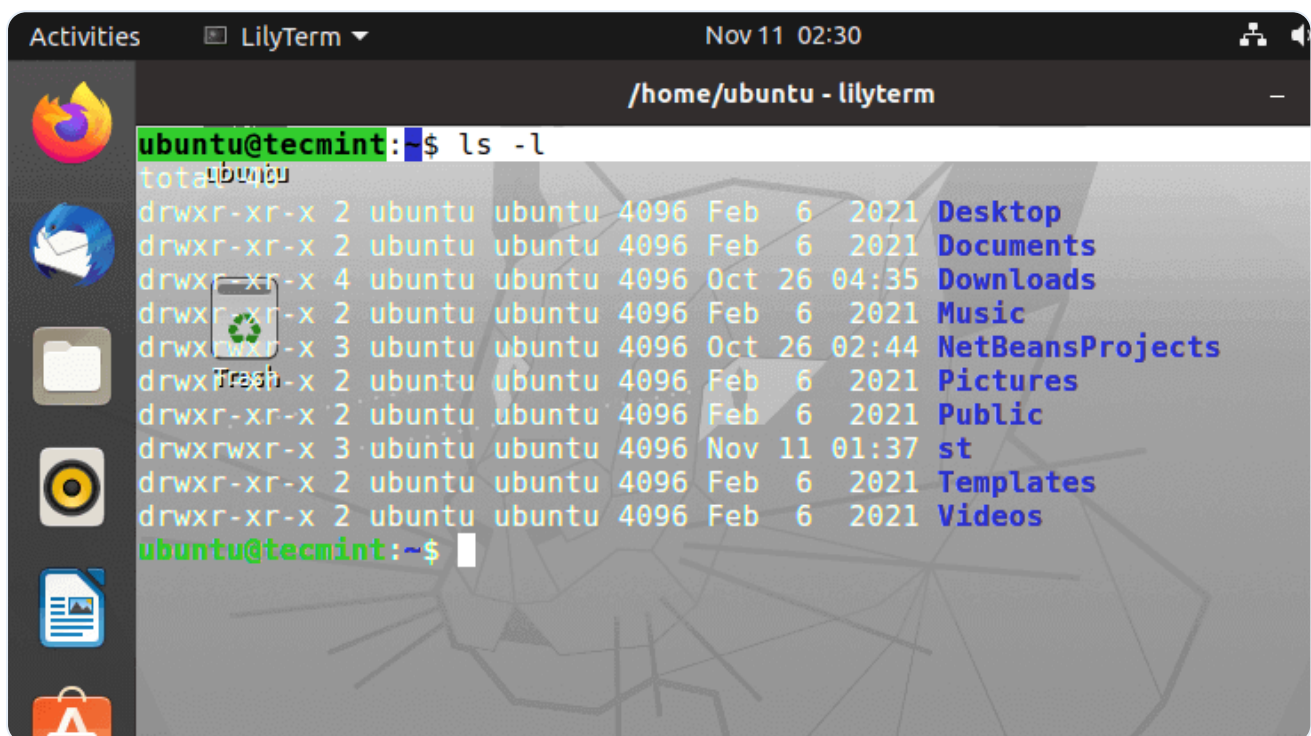 Activities LilyTerm Nov 11 02:30
/home/ubuntu - lilyterm
ubuntu@tecmint:~$ ls -l
total 40
ubuntu
drwxr-xr-x 2 ubuntu ubuntu 4096 Feb  6  2021 Desktop
drwxr-xr-x 2 ubuntu ubuntu 4096 Feb  6  2021 Documents
drwxr-xr-x 4 ubuntu ubuntu 4096 Oct 26 04:35 Downloads
drwxr-xr-x 2 ubuntu ubuntu 4096 Feb  6  2021 Music
drwxrwxr-x 3 ubuntu ubuntu 4096 Oct 26 02:44 NetBeansProjects
drwxr-xr-x 2 ubuntu ubuntu 4096 Feb  6  2021 Pictures
Trash
drwxr-xr-x 2 ubuntu ubuntu 4096 Feb  6  2021 Public
drwxrwxr-x 3 ubuntu ubuntu 4096 Nov 11 01:37 st
drwxr-xr-x 2 ubuntu ubuntu 4096 Feb  6  2021 Templates
drwxr-xr-x 2 ubuntu ubuntu 4096 Feb  6  2021 Videos
ubuntu@tecmint:~$